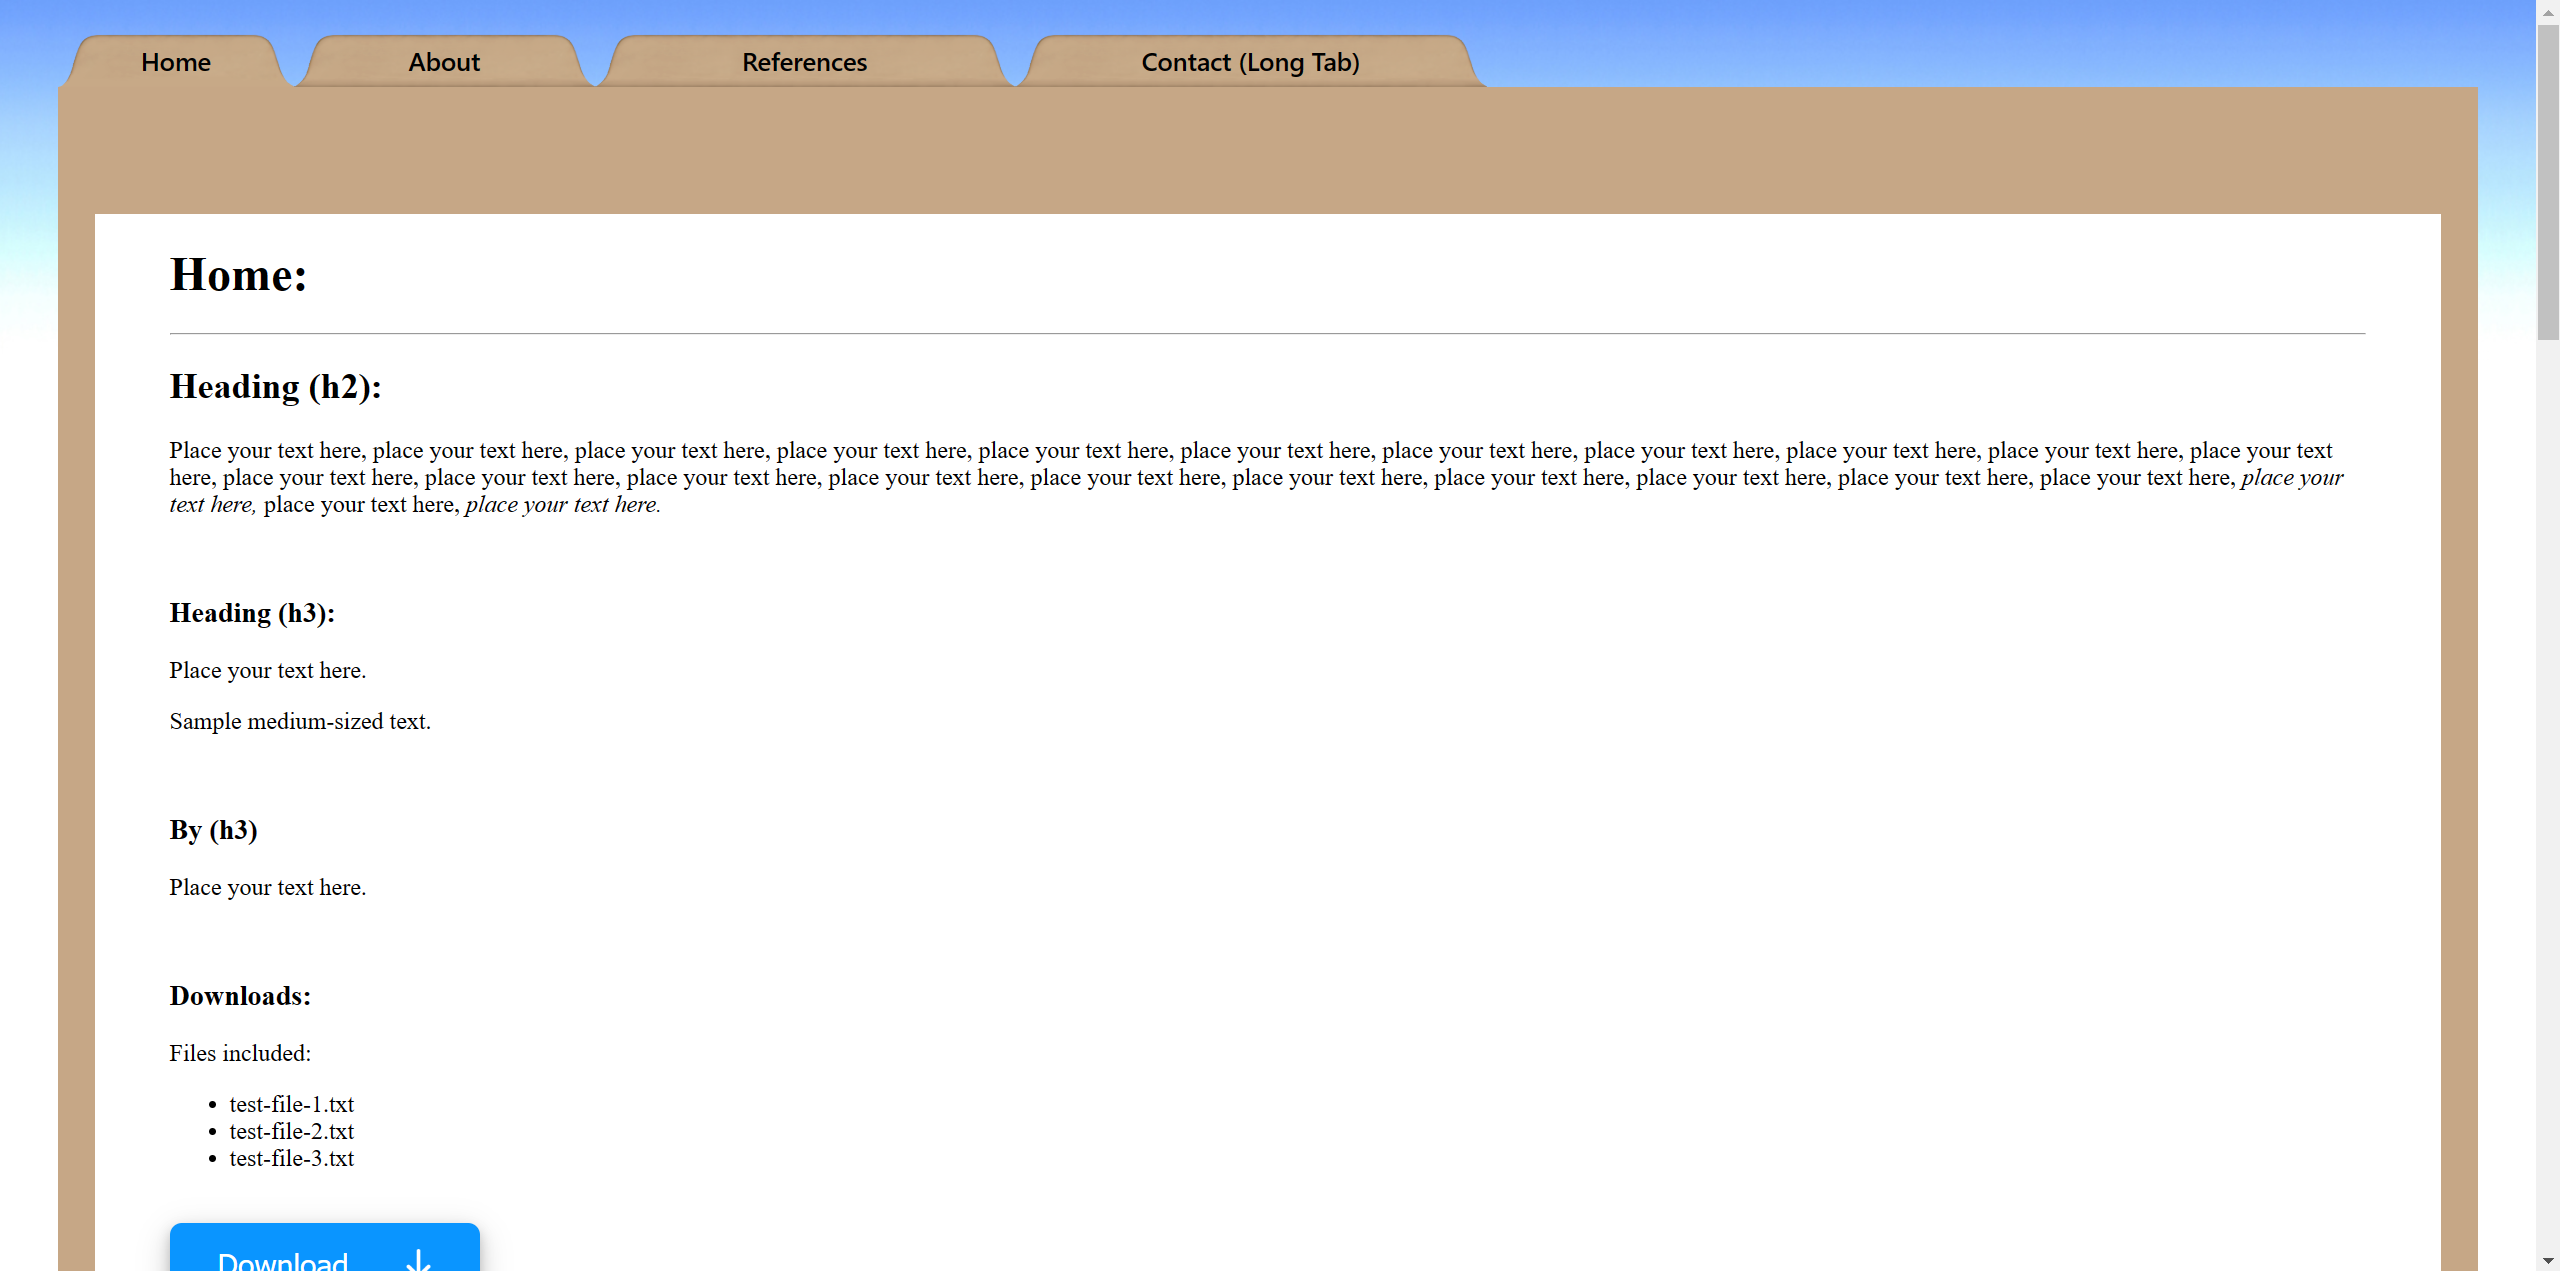 Home
About
References
Contact (Long Tab)
Home:
Heading (h2):
Place your text here, place your text here, place your text here, place your text here, place your text here, place your text here, place your text here, place your text here, place your text here, place your text here, place your text
here, place your text here, place your text here, place your text here, place your text here, place your text here, place your text here, place your text here, place your text here, place your text here, place your text here, place your
text here, place your text here, place your text here.
Heading (h3):
Place your text here.
Sample medium-sized text.
By (h3)
Place your text here.
Downloads:
Files included:
• test-file-1.txt
• test-file-2.txt
• test-file-3.txt
Download